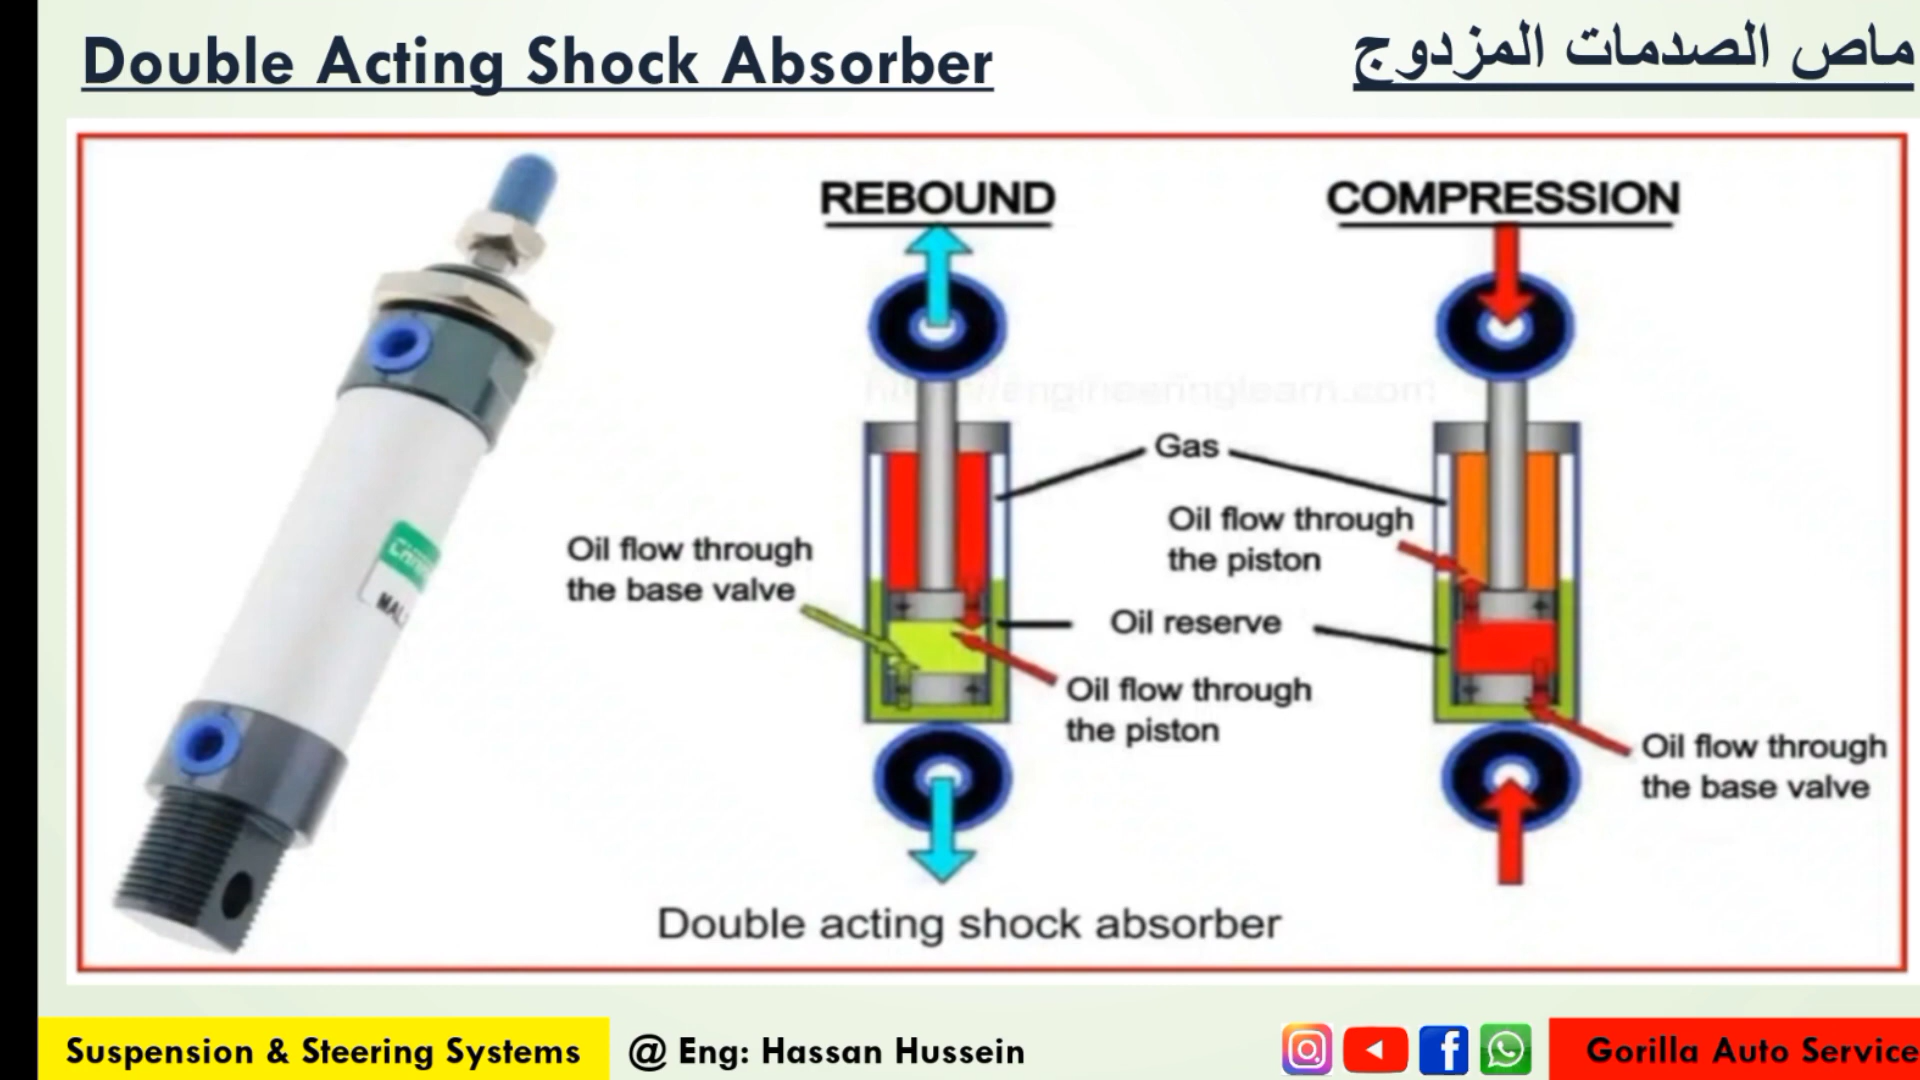 Double Acting Shock Absorber
ماص الصدمات المزدوج
REBOUND
COMPRESSION
Gas
Oil flow through
the piston
Oil flow through
the base valve
Oil reserve
Oil flow through
the piston
Oil flow through
the base valve
Double acting shock absorber
Suspension & Steering Systems
@ Eng: Hassan Hussein
Gorilla Auto Service